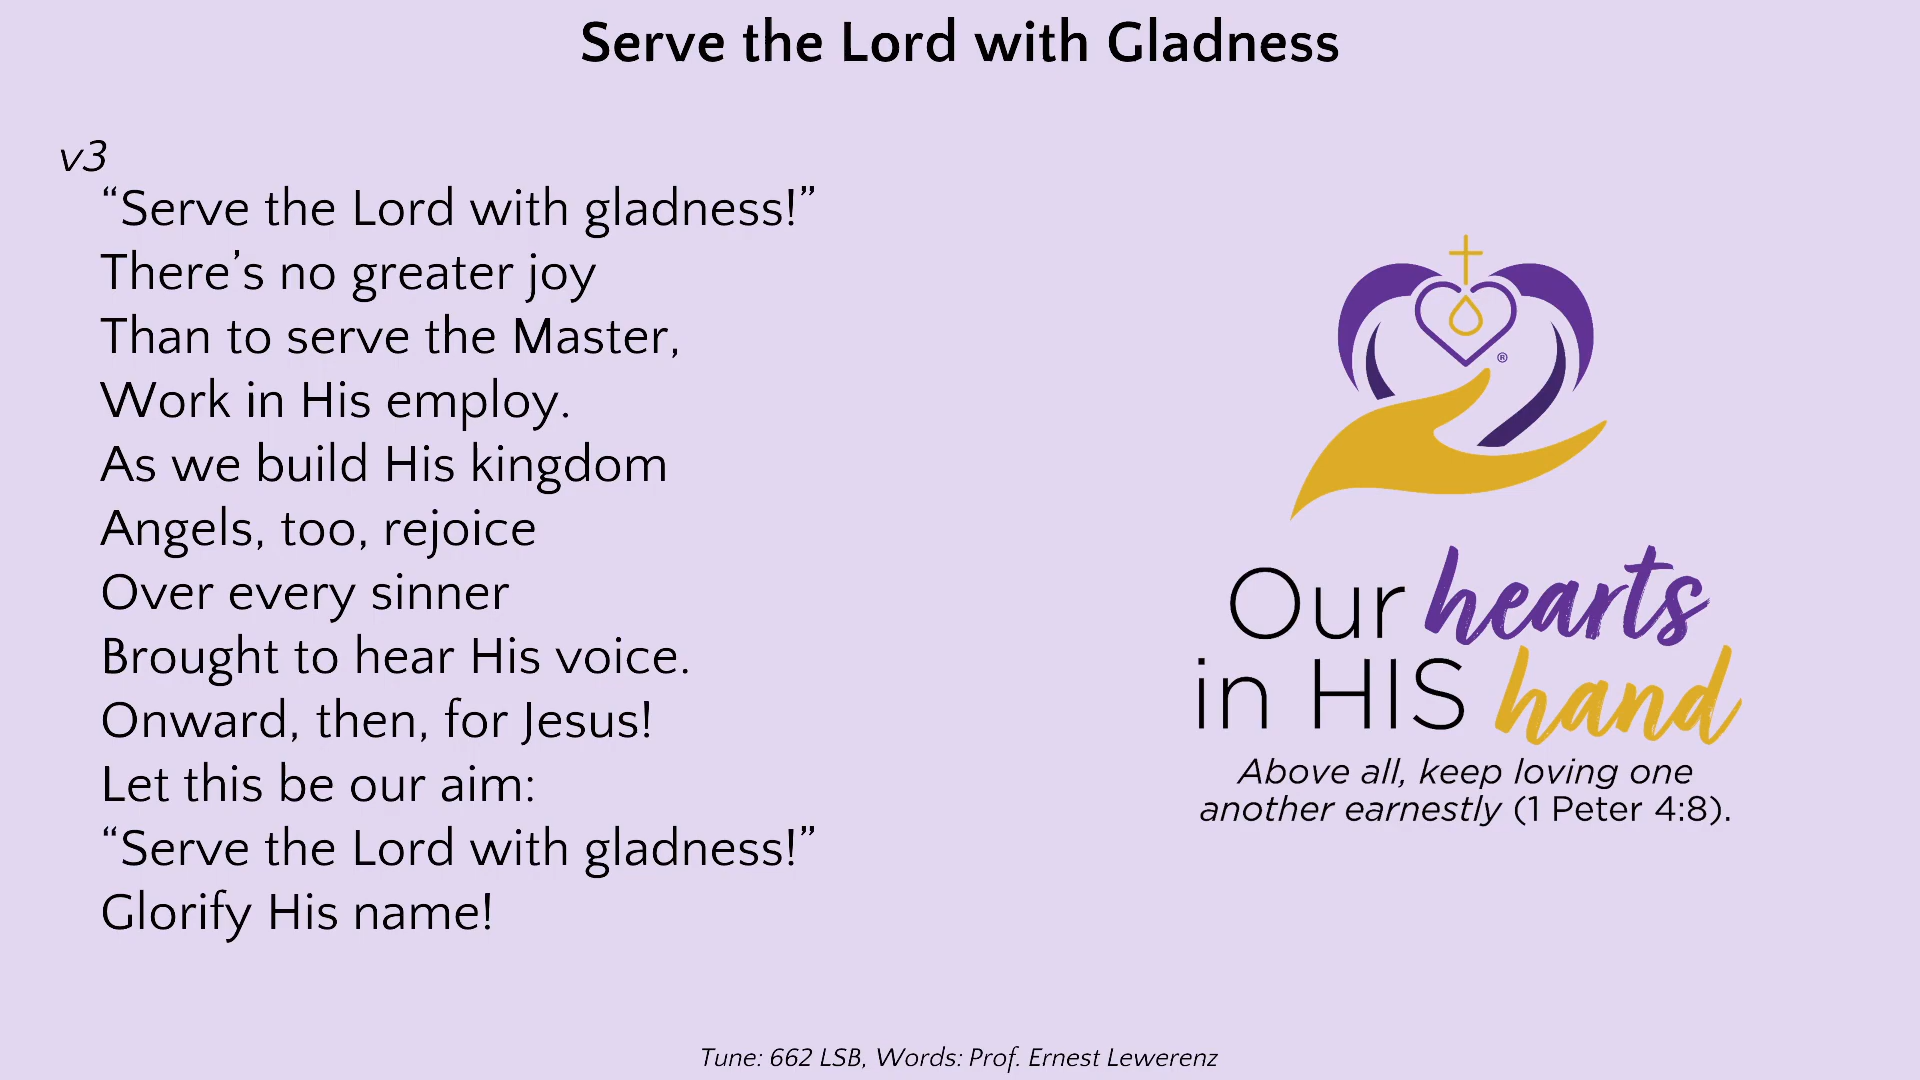 Serve the Lord with Gladness
v3
“Serve the Lord with gladness!”
There’s no greater joy
Than to serve the Master,
Work in His employ.
As we build His kingdom
Angels, too, rejoice
Over every sinner
Brought to hear His voice.
Onward, then, for Jesus!
Let this be our aim:
“Serve the Lord with gladness!”
Glorify His name!
®
Our hearts
in HIS hand
Above all, keep loving one
another earnestly (1 Peter 4:8).
Tune: 662 LSB, Words: Prof. Ernest Lewerenz